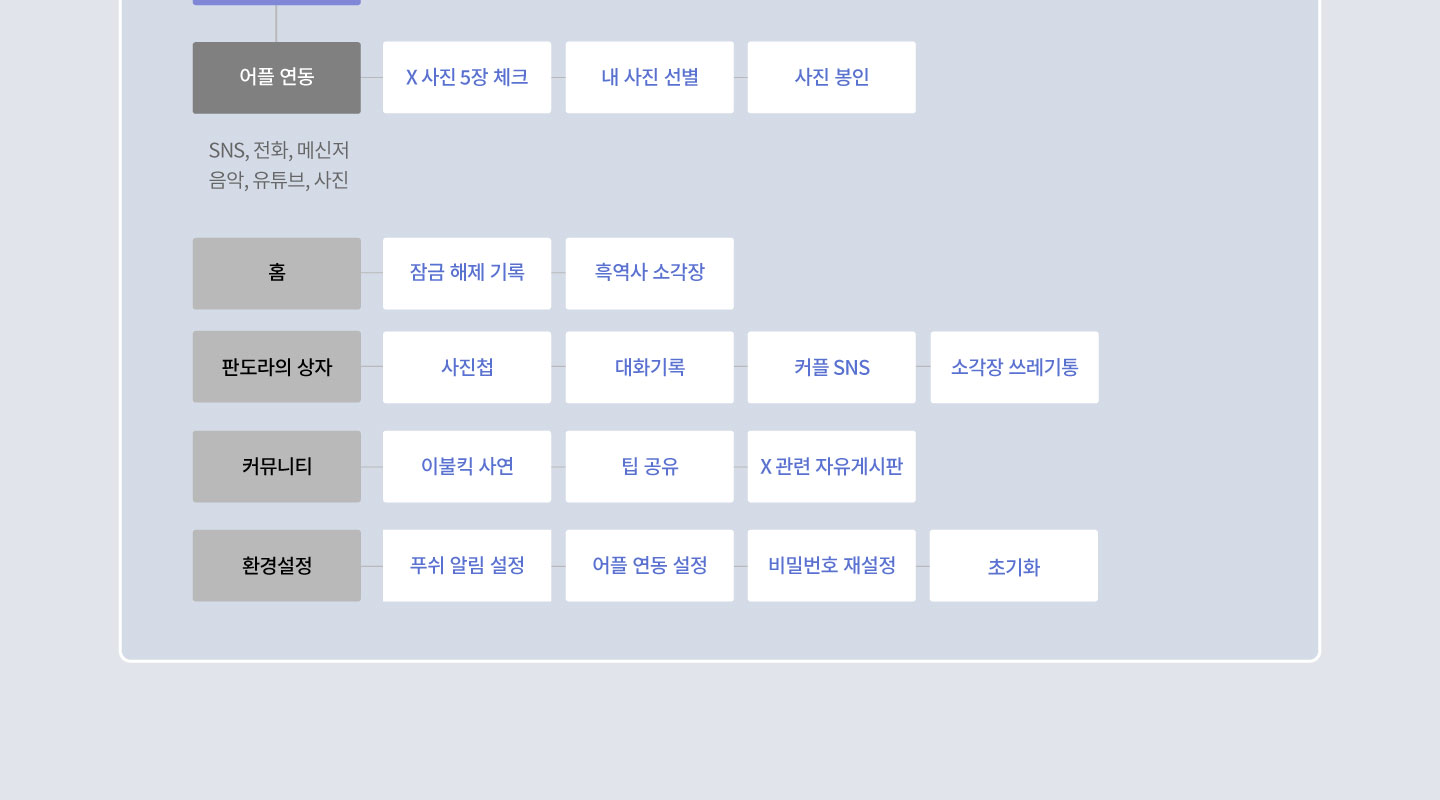 어플 연동
X 사진 5장 체크
내 사진 선별
사진 봉인
SNS, 전화, 메신저
음악, 유튜브, 사진
홈
잠금 해제 기록
흑역사 소각장
판도라의 상자
사진첩
대화기록
커플 SNS
소각장 쓰레기통
커뮤니티
이불킥 사연
팁 공유
X 관련 자유게시판
환경설정
푸쉬 알림 설정
어플 연동 설정
비밀번호 재설정
초기화